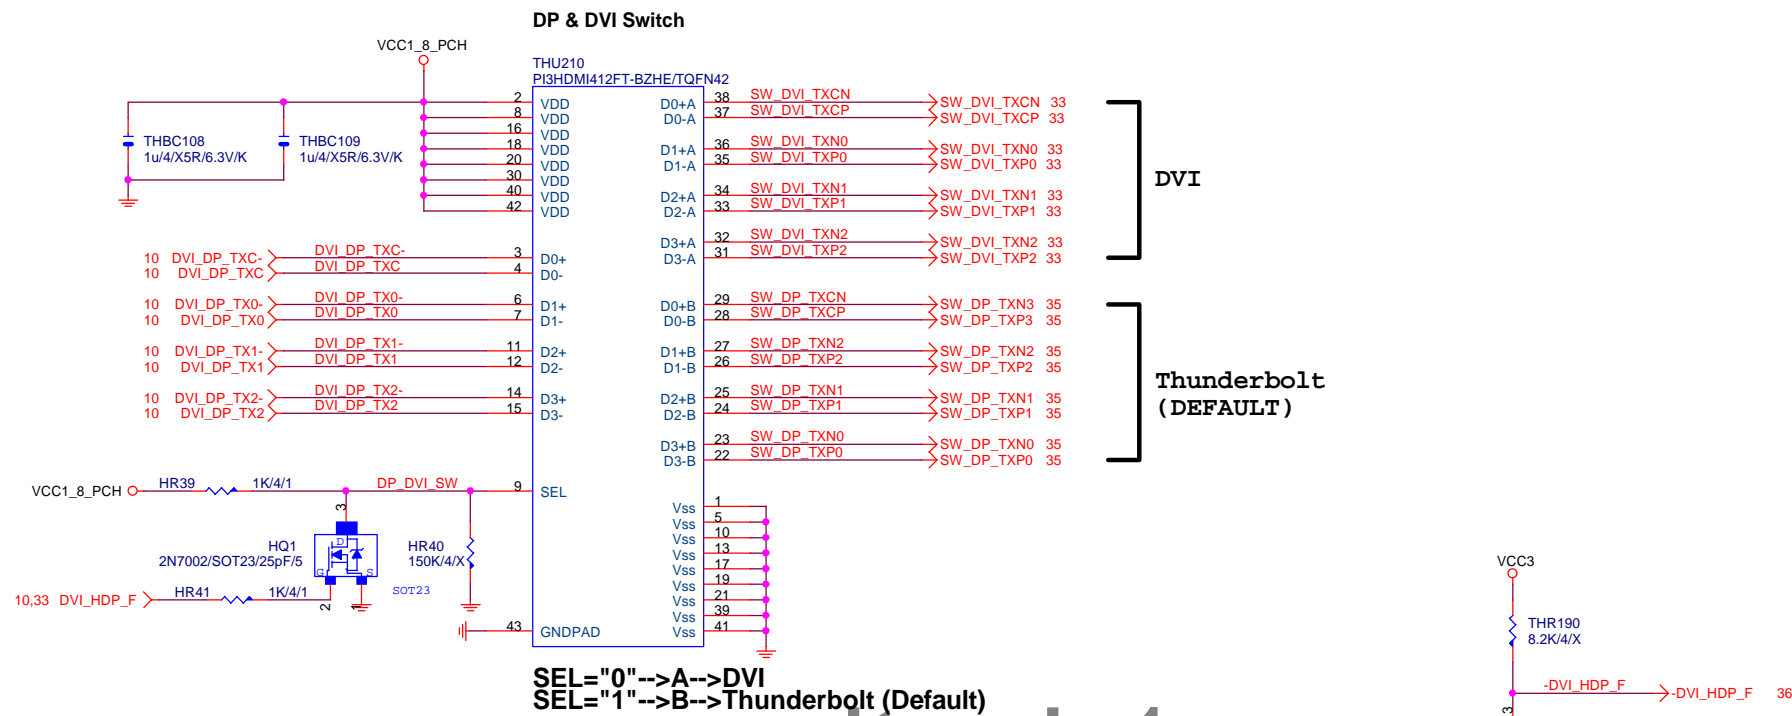 DP & DVI Switch
VCC1_8_PCH
THU210
PI3HDMI412FT-BZHE/TQFN42
THBC108
1u/4/X5R/6.3V/K
THBC109
1u/4/X5R/6.3V/K
2 VDD
8 VDD
16 VDD
18 VDD
20 VDD
30 VDD
40 VDD
42 VDD
10 DVI_DP_TXC- DVI_DP_TXC- 3 D0+
10 DVI_DP_TXC DVI_DP_TXC 4 D0-
10 DVI_DP_TX0- DVI_DP_TX0- 6 D1+
10 DVI_DP_TX0 DVI_DP_TX0 7 D1-
10 DVI_DP_TX1- DVI_DP_TX1- 11 D2+
10 DVI_DP_TX1 DVI_DP_TX1 12 D2-
10 DVI_DP_TX2- DVI_DP_TX2- 14 D3+
10 DVI_DP_TX2 DVI_DP_TX2 15 D3-
D0+A 38 SW_DVI_TXCN SW_DVI_TXCN 33
D0-A 37 SW_DVI_TXCP SW_DVI_TXCP 33
D1+A 36 SW_DVI_TXN0 SW_DVI_TXN0 33
D1-A 35 SW_DVI_TXP0 SW_DVI_TXP0 33
D2+A 34 SW_DVI_TXN1 SW_DVI_TXN1 33
D2-A 33 SW_DVI_TXP1 SW_DVI_TXP1 33
D3+A 32 SW_DVI_TXN2 SW_DVI_TXN2 33
D3-A 31 SW_DVI_TXP2 SW_DVI_TXP2 33
DVI
D0+B 29 SW_DP_TXCN SW_DP_TXN3 35
D0-B 28 SW_DP_TXCP SW_DP_TXP3 35
D1+B 27 SW_DP_TXN2 SW_DP_TXN2 35
D1-B 26 SW_DP_TXP2 SW_DP_TXP2 35
D2+B 25 SW_DP_TXN1 SW_DP_TXN1 35
D2-B 24 SW_DP_TXP1 SW_DP_TXP1 35
D3+B 23 SW_DP_TXN0 SW_DP_TXN0 35
D3-B 22 SW_DP_TXP0 SW_DP_TXP0 35
Thunderbolt
(DEFAULT)
VCC1_8_PCH HR39 1K/4/1 DP_DVI_SW 9 SEL
3
D
G
S
HQ1
2N7002/SOT23/25pF/5
SOT23
HR40
150K/4/X
10,33 DVI_HDP_F HR41 1K/4/1
2
1
43 GNDPAD
Vss 1
Vss 5
Vss 10
Vss 13
Vss 17
Vss 19
Vss 21
Vss 39
Vss 41
SEL="0"-->A-->DVI
SEL="1"-->B-->Thunderbolt (Default)
VCC3
THR190
8.2K/4/X
-DVI_HDP_F -DVI_HDP_F 36
3